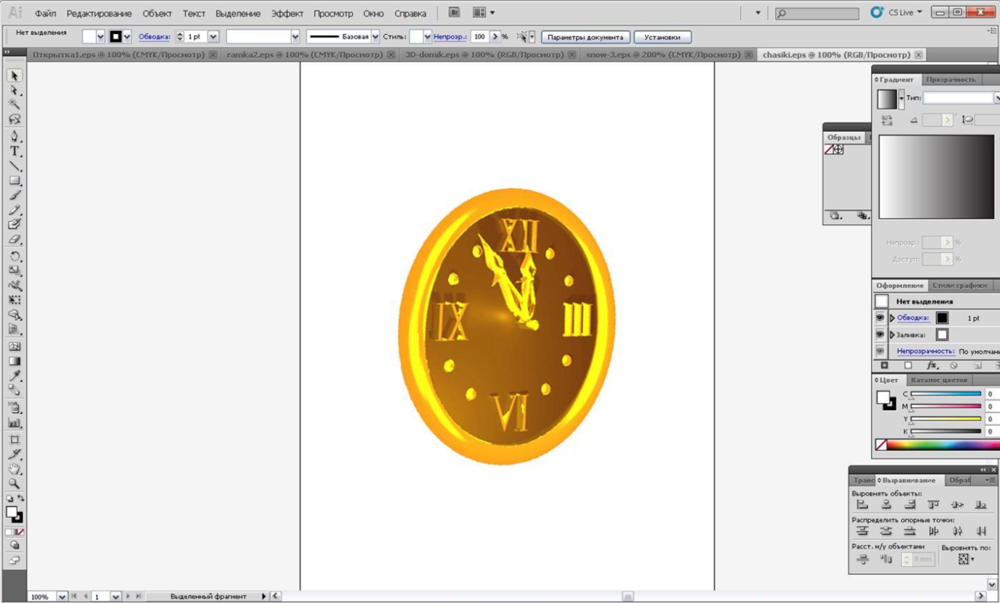 Ai Файл Редактирование Объект Текст Выделение Эффект Просмотр Окно Справка Br CS Live
Нет выделения Обводка: 1 pt Базовая Стиль: Непрозр.: 100 % Параметры документа Установки
Открытка1.eps @ 100% (CMYK/Просмотр) ramka2.eps @ 100% (CMYK/Просмотр) 3D-domik.eps @ 100% (RGB/Просмотр) snow-3.eps @ 200% (CMYK/Просмотр) chasiki.eps @ 100% (RGB/Просмотр)
Градиент Прозрачность
Тип:
Образцы
XII
III
VI
IX
Непрозр.: %
Доступ: %
Оформление Стили графики
Нет выделения
Обводка: 1 pt
Заливка:
Непрозрачность: По умолчани
fx
Цвет Каталог цветов
C 0
M 0
Y 0
K 0
Транс Выравнивание Обраб
Выровнять объекты:
Распределить опорные точки:
Расст. м/у объектами Выровнять по:
0 mm
T
100% 1 Выделенный фрагмент